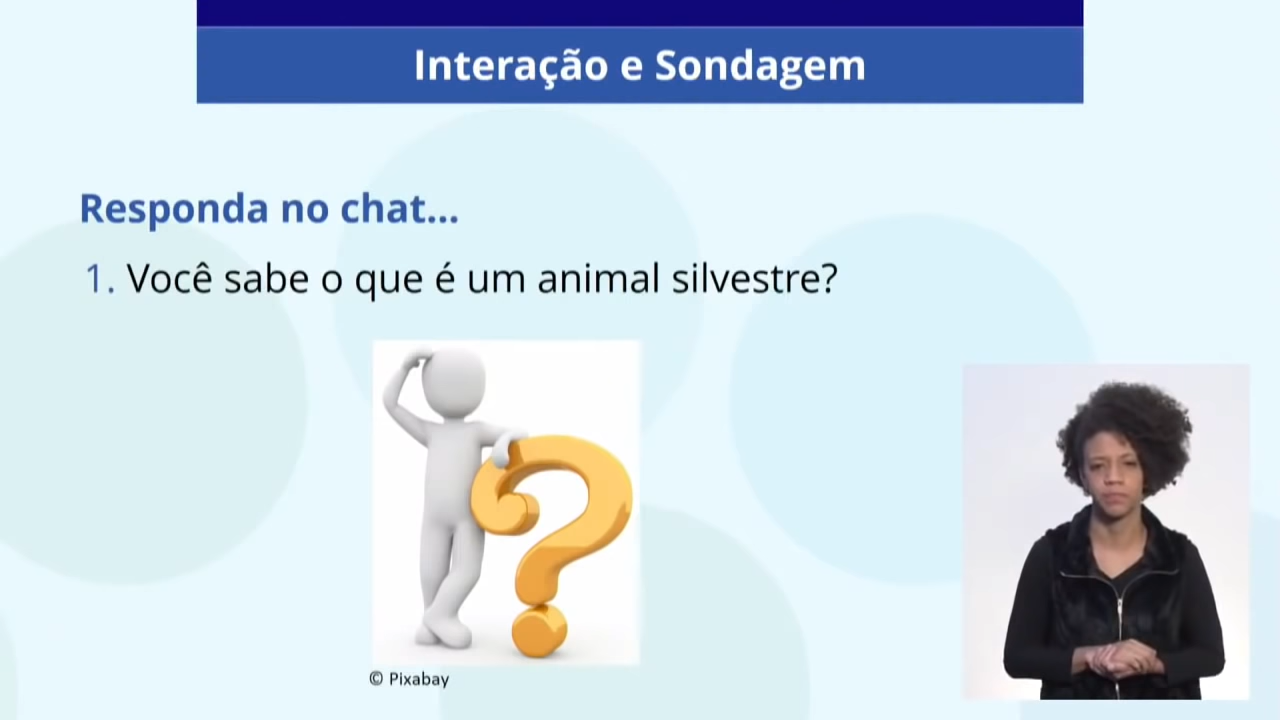 Interação e Sondagem
Responda no chat...
1. Você sabe o que é um animal silvestre?
© Pixabay